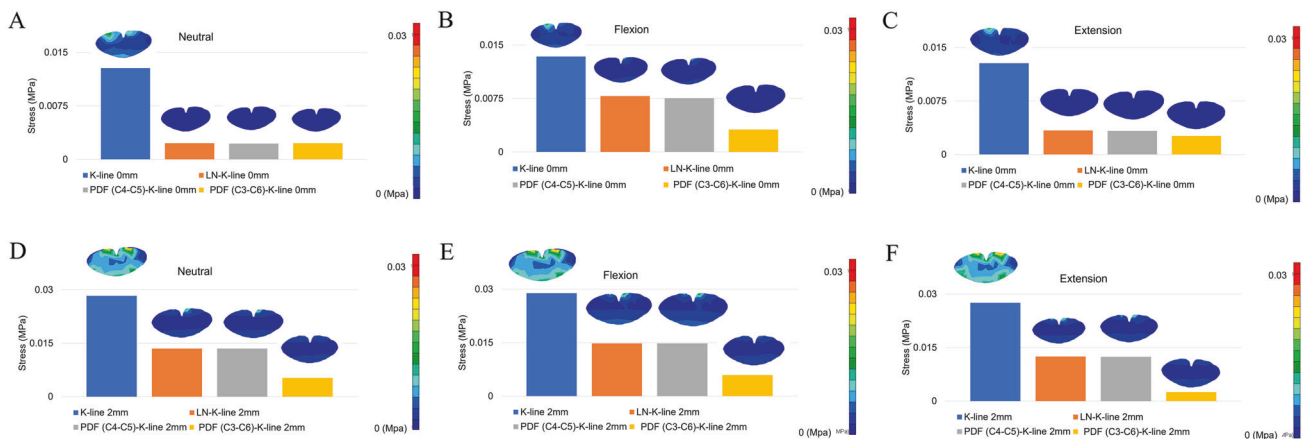 A
Neutral
0.03
0.015
0.0075
0
Stress (MPa)
K-line 0mm
LN-K-line 0mm
PDF (C4-C5)-K-line 0mm
PDF (C3-C6)-K-line 0mm
0 (Mpa)
B
Flexion
0.03
0.015
0.0075
0
Stress (MPa)
K-line 0mm
LN-K-line 0mm
PDF (C4-C5)-K-line 0mm
PDF (C3-C6)-K-line 0mm
0 (Mpa)
C
Extension
0.03
0.015
0.0075
0
Stress (MPa)
K-line 0mm
LN-K-line 0mm
PDF (C4-C5)-K-line 0mm
PDF (C3-C6)-K-line 0mm
0 (Mpa)
D
Neutral
0.03
0.03
0.015
0
Stress (MPa)
K-line 2mm
LN-K-line 2mm
PDF (C4-C5)-K-line 2mm
PDF (C3-C6)-K-line 2mm
0 (Mpa)
E
Flexion
0.03
0.03
0.015
0
Stress (MPa)
K-line 2mm
LN-K-line 2mm
PDF (C4-C5)-K-line 2mm
PDF (C3-C6)-K-line 2mm
0 (Mpa) MPa)
F
Extension
0.03
0.03
0.015
0
Stress (MPa)
K-line 2mm
LN-K-line 2mm
PDF (C4-C5)-K-line 2mm
PDF (C3-C6)-K-line 2mm
0 (Mpa)